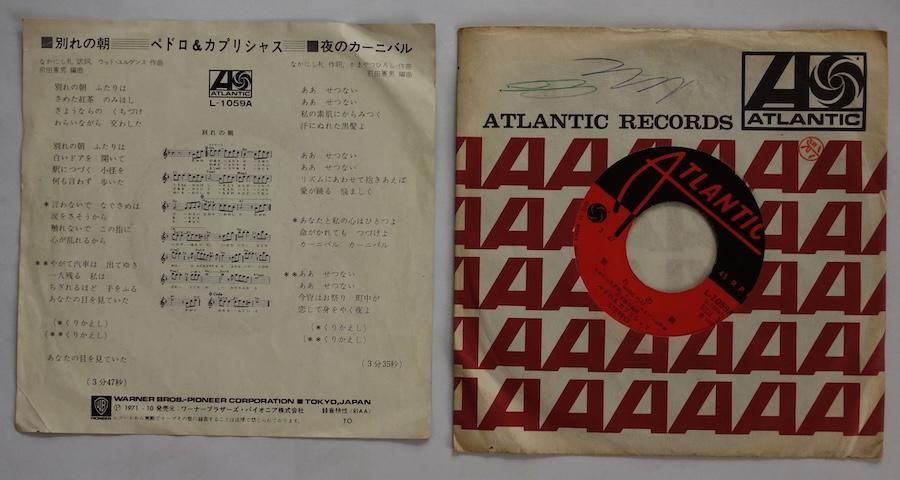 ■別れの朝 ペドロ&カプリシャス ■夜のカーニバル
なかにし礼 訳詞, ウッド・ユルゲンス 作曲
前田憲男 編曲
なかにし礼 作詞, かまやつひろし 作曲
前田憲男 編曲
ATLANTIC
L-1059A
別れの朝 ふたりは
さめた紅茶 のみほし
さようならの くちづけ
わらいながら 交わした
別れの朝 ふたりは
白いドアを 開いて
駅につづく 小径を
何も言わず 歩いた
*言わないで なぐさめは
涙をさそうから
触れないで この指に
心が乱れるから
**やがて汽車は 出てゆき
一人残る 私は
ちぎれるほど 手をふる
あなたの目を見ていた
(*くりかえし)
(**くりかえし)
あなたの目を見ていた
(3分47秒)
別れの朝
ああ せつない
ああ せつない
私の素肌にからみつく
汗にぬれた黒髪よ
ああ せつない
ああ せつない
リズムにあわせて抱きあえば
愛が踊る 悩ましく
*あなたと私の心はひとつよ
命がかれても つづけよ
カーニバル カーニバル
**ああ せつない
ああ せつない
今宵はお祭り 町中が
恋して身をやく夜よ
(*くりかえし)
(**くりかえし)
(3分35秒)
WARNER BROS.-PIONEER CORPORATION ■ TOKYO, JAPAN
Ⓟ 1971-10 発売元:ワーナーブラザーズ・パイオニア株式会社 録音特性(RIAA)
PIONEER
10
ATLANTIC
ATLANTIC RECORDS
ATLANTIC
45 R.P.
3.47
L-1059